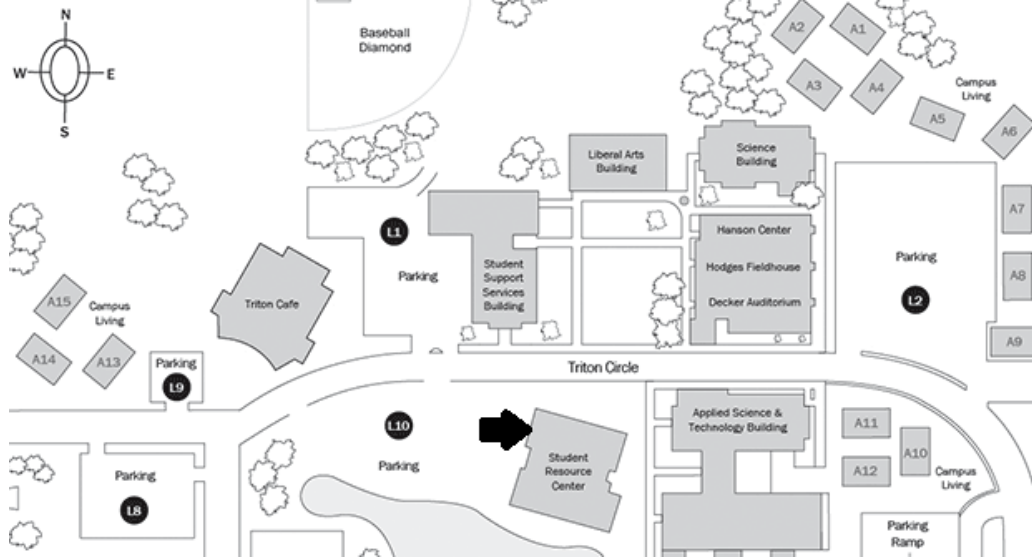 N
W
E
S
Baseball
Diamond
A2
A1
A3
A4
Campus
Living
A5
A6
Liberal Arts
Building
Science
Building
A7
L1
Hanson Center
Parking
Parking
Student
Support
Services
Building
Hodges Fieldhouse
A8
L2
Triton Cafe
Decker Auditorium
A15
Campus
Living
A9
A14
A13
Parking
L9
Triton Circle
L10
Applied Science &
Technology Building
A11
A10
A12
Parking
Student
Resource
Center
Campus
Living
Parking
L8
Parking
Ramp